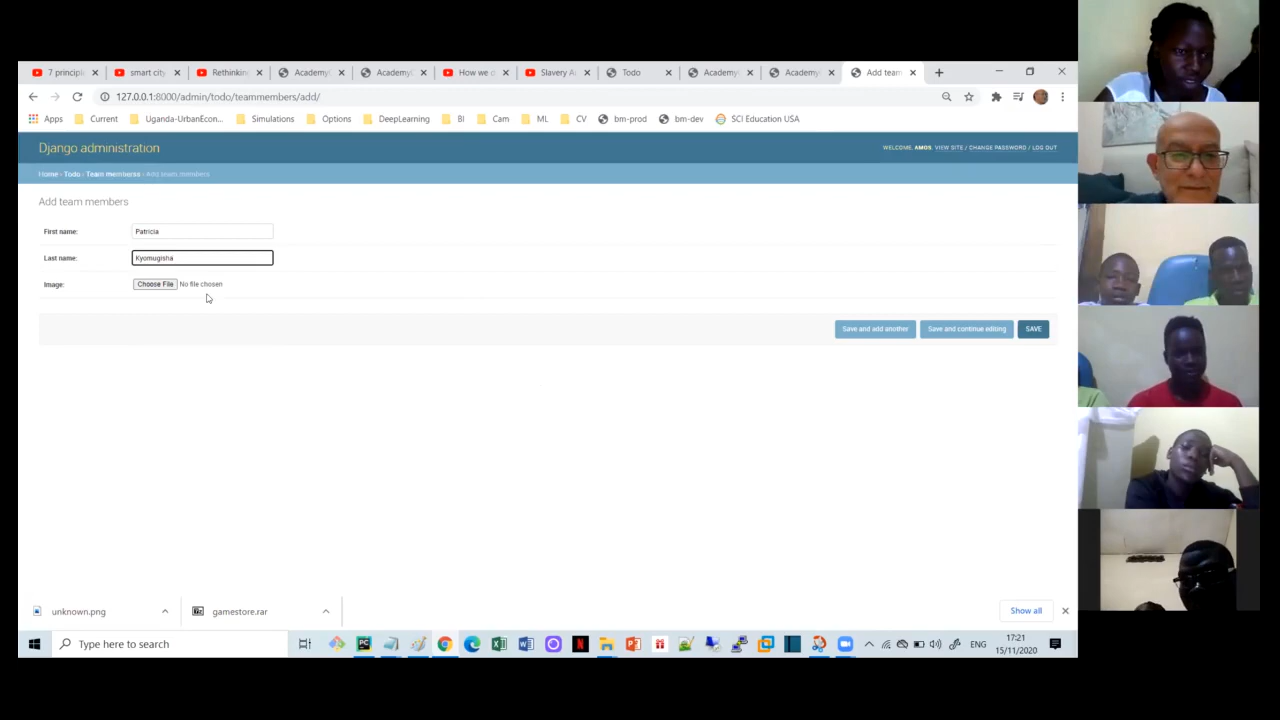 7 principle
smart city
Rethinkin
Academy
Academy
How we d
Slavery A
Todo
Academy
Academy
Add team
127.0.0.1:8000/admin/todo/teammembers/add/
Apps
Current
Uganda-UrbanEcon...
Simulations
Options
DeepLearning
BI
Cam
ML
CV
bm-prod
bm-dev
SCI Education USA
Django administration
WELCOME, AMOS. VIEW SITE / CHANGE PASSWORD / LOG OUT
Home › Todo › Team members › Add team members
Add team members
First name: Patricia
Last name: Kyomugisha
Image: Choose File No file chosen
Save and add another
Save and continue editing
SAVE
unknown.png
gamestore.rar
Show all
Type here to search
ENG
17:21
15/11/2020